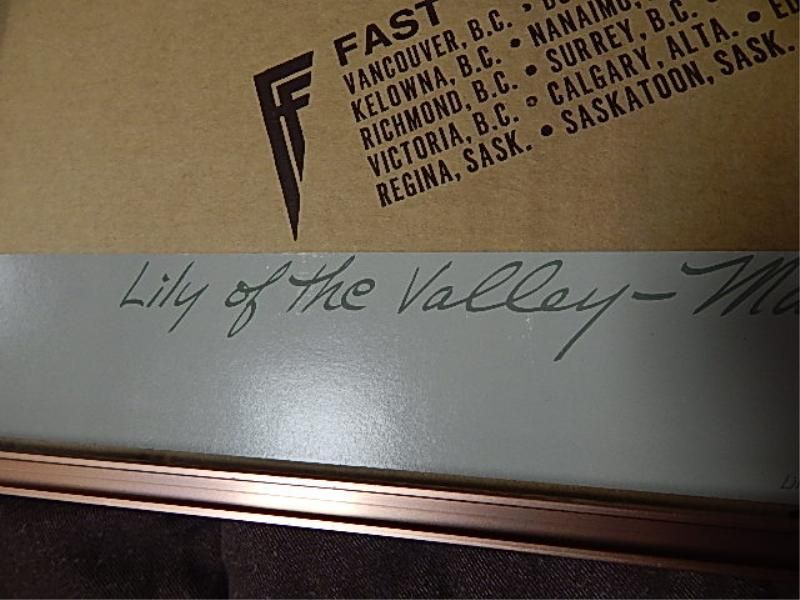 FAST
VANCOUVER, B.C. •
KELOWNA, B.C. • NANAIMO,
RICHMOND, B.C. • SURREY, B.C. •
VICTORIA, B.C. • CALGARY, ALTA. •
REGINA, SASK. • SASKATOON, SASK.
Lily of the Valley -